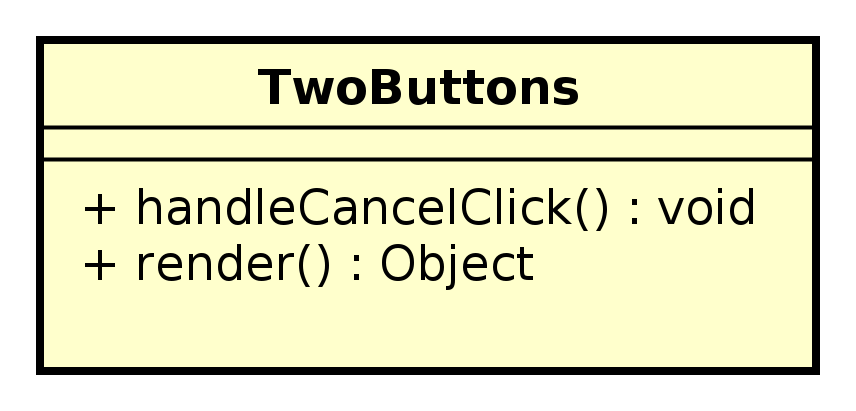 TwoButtons
+ handleCancelClick() : void
+ render() : Object